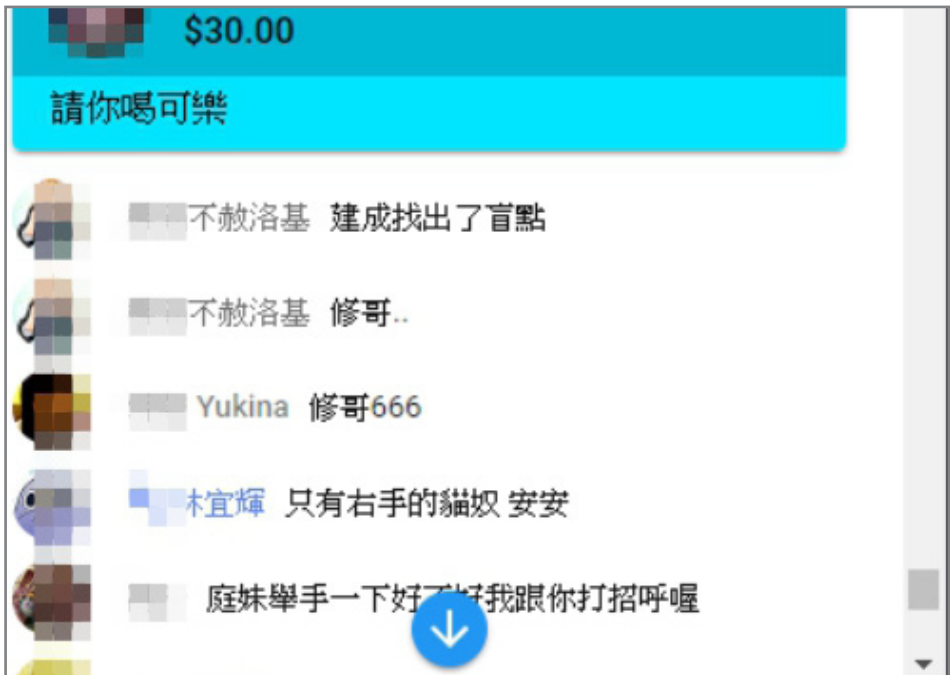 $30.00
請你喝可樂
不赦洛基 建成找出了盲點
不赦洛基 修哥..
Yukina 修哥666
林宜輝 只有右手的貓奴 安安
庭妹舉手一下好不好我跟你打招呼喔